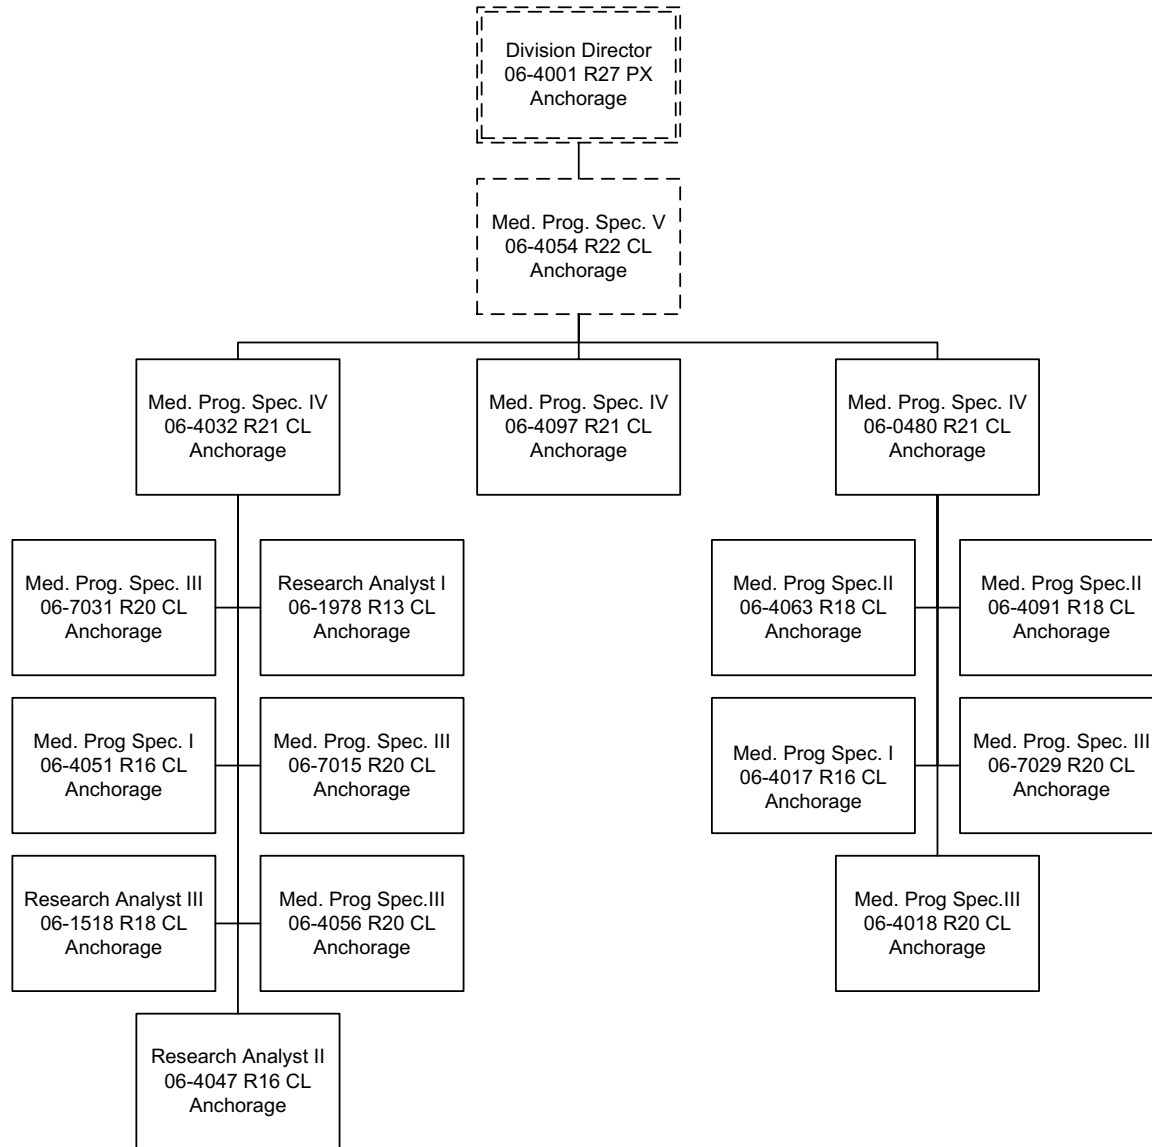 Division Director
06-4001 R27 PX
Anchorage
Med. Prog. Spec. V
06-4054 R22 CL
Anchorage
Med. Prog. Spec. IV
06-4032 R21 CL
Anchorage
Med. Prog. Spec. IV
06-4097 R21 CL
Anchorage
Med. Prog. Spec. IV
06-0480 R21 CL
Anchorage
Med. Prog. Spec. III
06-7031 R20 CL
Anchorage
Research Analyst I
06-1978 R13 CL
Anchorage
Med. Prog Spec.II
06-4063 R18 CL
Anchorage
Med. Prog Spec.II
06-4091 R18 CL
Anchorage
Med. Prog Spec. I
06-4051 R16 CL
Anchorage
Med. Prog. Spec. III
06-7015 R20 CL
Anchorage
Med. Prog Spec. I
06-4017 R16 CL
Anchorage
Med. Prog. Spec. III
06-7029 R20 CL
Anchorage
Research Analyst III
06-1518 R18 CL
Anchorage
Med. Prog Spec.III
06-4056 R20 CL
Anchorage
Med. Prog Spec.III
06-4018 R20 CL
Anchorage
Research Analyst II
06-4047 R16 CL
Anchorage